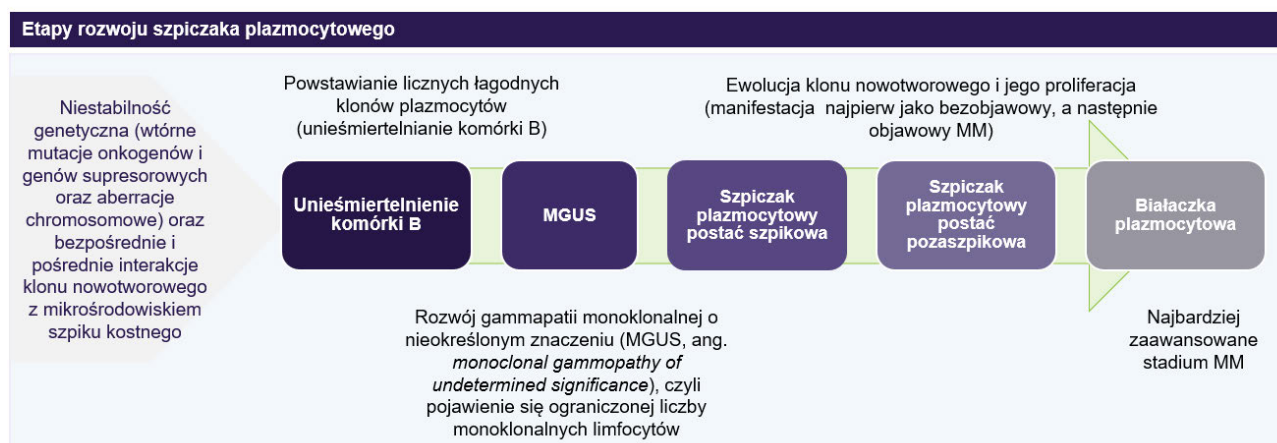 Etapy rozwoju szpiczaka plazmocytowego
Niestabilność
genetyczna (wtórne
mutacje onkogenów i
genów supresorowych
oraz aberracje
chromosomowe) oraz
bezpośrednie i
pośrednie interakcje
klonu nowotworowego
z mikrośrodowiskiem
szpiku kostnego
Powstawianie licznych łagodnych
klonów plazmocytów
(unieśmiertelnianie komórki B)
Ewolucja klonu nowotworowego i jego proliferacja
(manifestacja najpierw jako bezobjawowy, a następnie
objawowy MM)
Unieśmiertelnienie
komórki B
MGUS
Szpiczak
plazmocytowy
postać szpikowa
Szpiczak
plazmocytowy
postać
pozaszpikowa
Białaczka
plazmocytowa
Rozwój gammapatii monoklonalnej o
nieokreślonym znaczeniu (MGUS, ang.
monoclonal gammopathy of
undetermined significance), czyli
pojawienie się ograniczonej liczby
monoklonalnych limfocytów
Najbardziej
zaawansowane
stadium MM